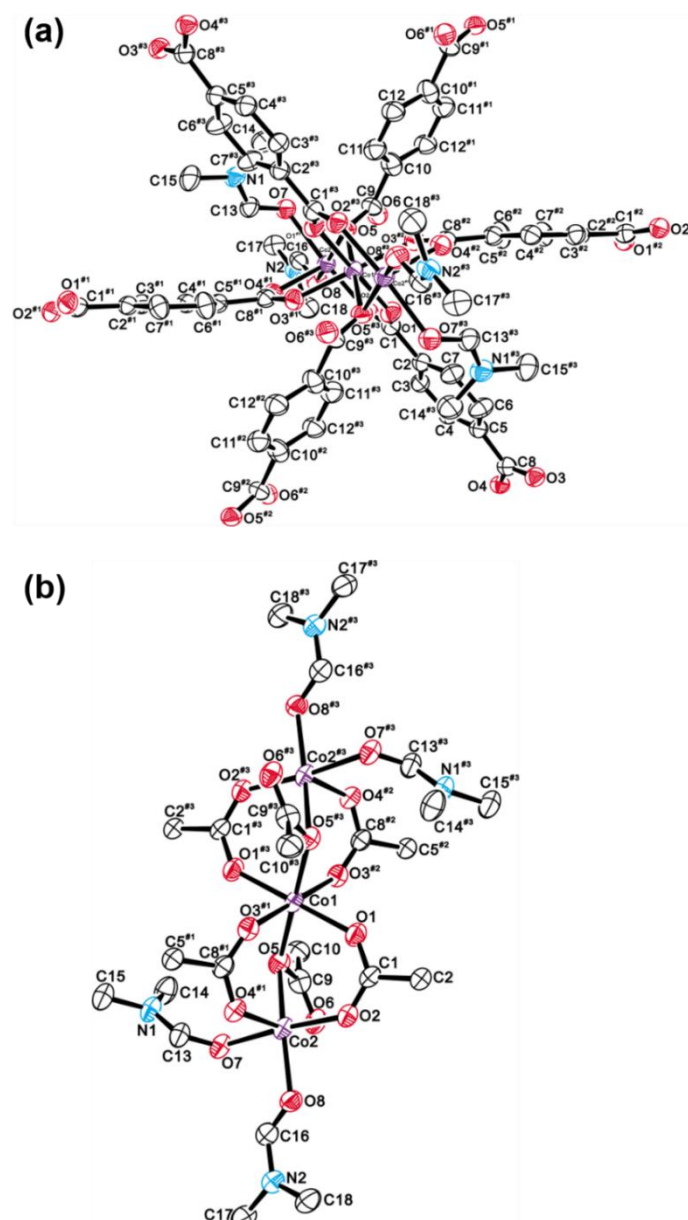 (a)
O4#3 O6#1 O5#1
O3#3 C8#3 C9#1
C5#3 C12 C10#1
C4#3 C11#1
C6#3 C14 C3#3
C7#3 C2#3 C11 C12#1
C15 N1 C10
C1#3 C9 C18#3
C13 O7 O2#3 O6
O5 C8#2 C6#2 C7#2 C2#2 C1#2
C17 C16 O3#2 O4#2 C5#2 C4#2 C3#2 O2
N2 O8#2 N2#3 O1#2
O1#1 C3#1 C4#1 C5#1 O4#1 O8 C16#3 C17#3
C1#1 O3#1 C18 O5#3 O1 O7#3 C13#3
O2#1 C2#1 C7#1 C6#1 C8#1
O6#3 C9#3 C1 C2 C7 N1#3 C15#3
C10#3 C3
C12#2 C11#3 C14#3 C6
C4 C5
C11#2 C12#3
C10#2 C8
C9#2 O6#2 O4 O3
O5#2
(b)
C17#3
C18#3
N2#3
C16#3
O8#3
O6#3 Co2#3 O7#3 C13#3
O2#3 N1#3 C15#3
C2#3 C9#3 O4#2
C1#3 O5#3 C8#2 C14#3
C10#3 C5#2
O1#3 O3#2
Co1
O3#1 O1
C5#1 O5 C10
C8#1 C1
C15 C14 C9 C2
O4#1 O6
N1 O2
C13 O7 Co2
O8
C16
N2
C17 C18